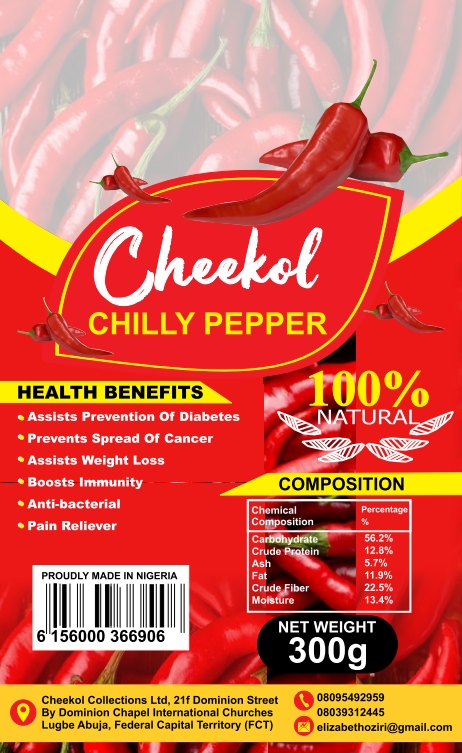 Cheekol
CHILLY PEPPER
HEALTH BENEFITS
Assists Prevention Of Diabetes
Prevents Spread Of Cancer
Assists Weight Loss
Boosts Immunity
Anti-bacterial
Pain Reliever
100%
NATURAL
COMPOSITION
Chemical Composition Percentage %
Carbohydrate 56.2%
Crude Protein 12.8%
Ash 5.7%
Fat 11.9%
Crude Fiber 22.5%
Moisture 13.4%
PROUDLY MADE IN NIGERIA
6 156000 366906
NET WEIGHT
300g
Cheekol Collections Ltd, 21f Dominion Street
By Dominion Chapel International Churches
Lugbe Abuja, Federal Capital Territory (FCT)
08095492959
08039312445
elizabethoziri@gmail.com